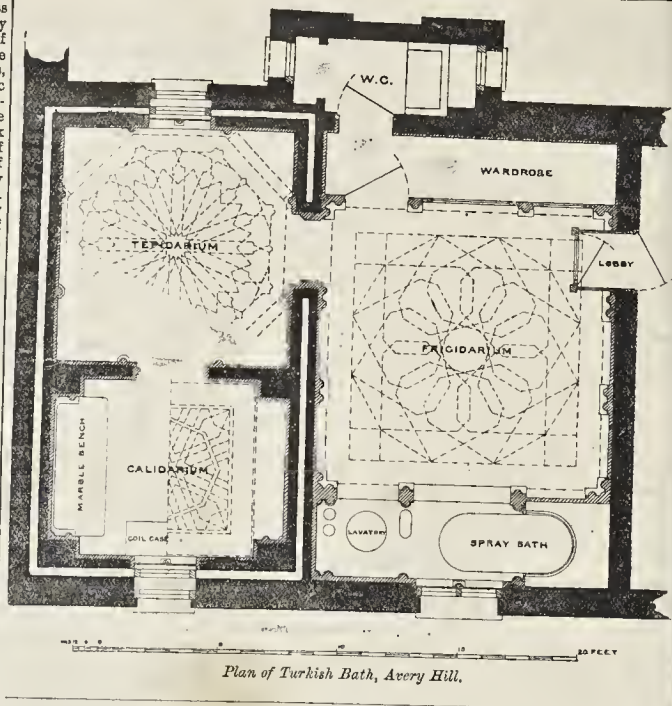 W.C.
WARDROBE
TEPIDARIUM
LOBBY
FRIGIDARIUM
MARBLE BENCH
CALIDARIUM
COIL CASE
LAVATORY
SPRAY BATH
20 FEET
Plan of Turkish Bath, Avery Hill.